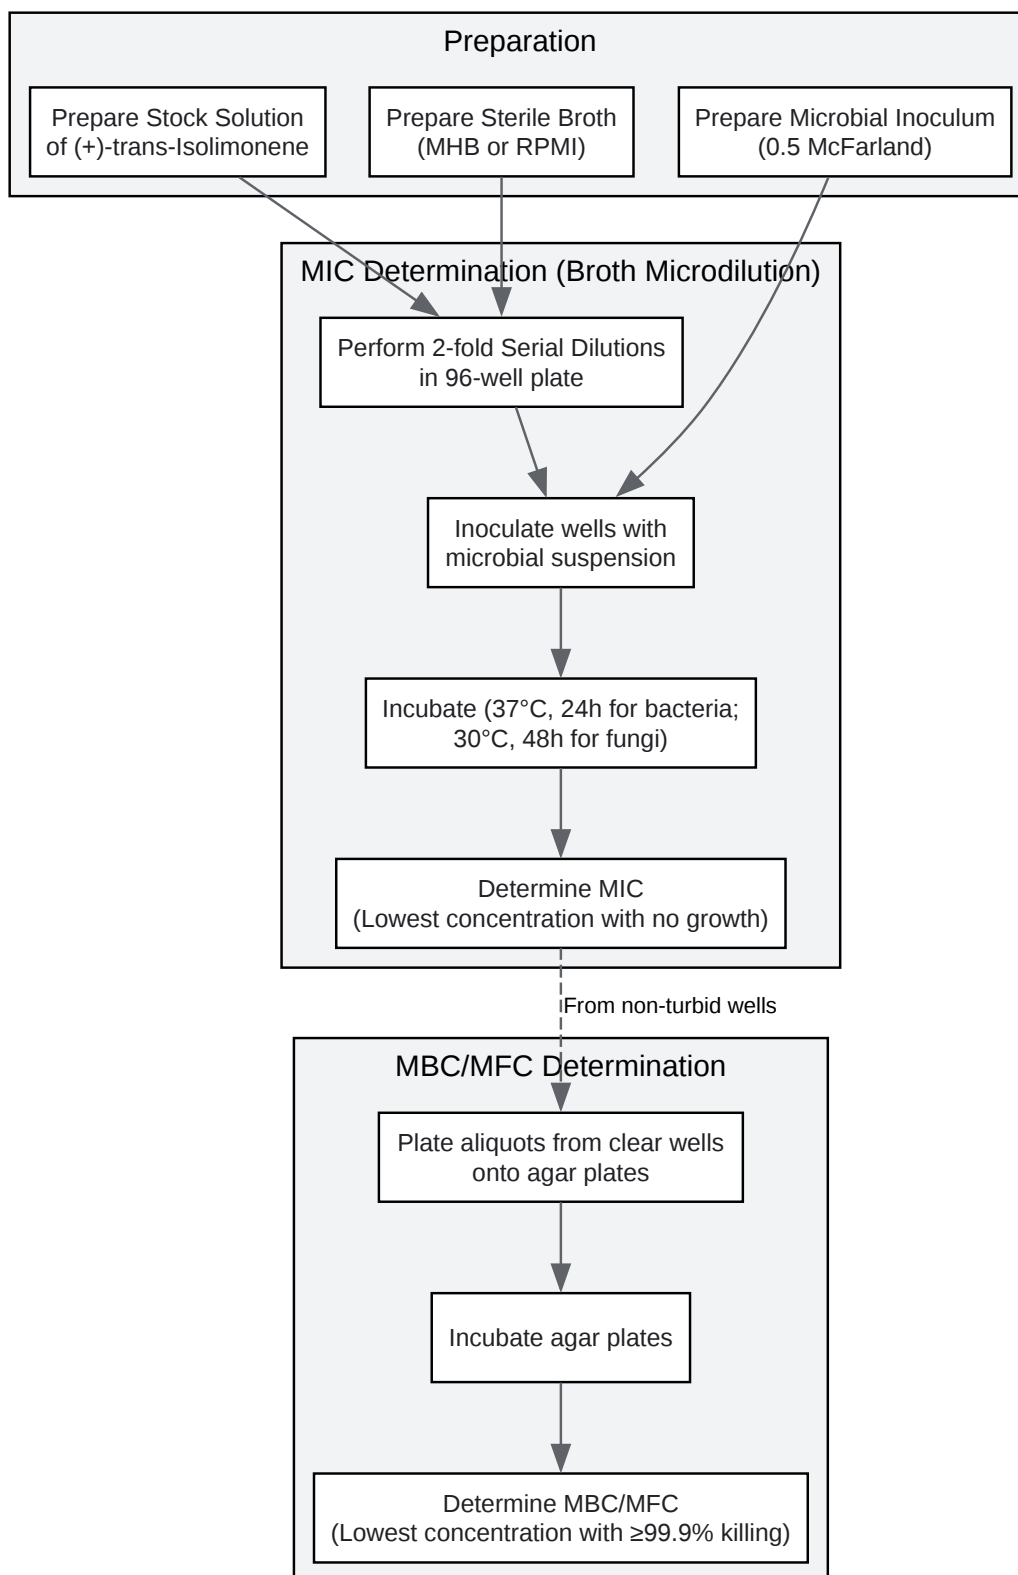 Preparation
Prepare Stock Solution
of (+)-trans-Isolimonene
Prepare Sterile Broth
(MHB or RPMI)
Prepare Microbial Inoculum
(0.5 McFarland)
MIC Determination (Broth Microdilution)
Perform 2-fold Serial Dilutions
in 96-well plate
Inoculate wells with
microbial suspension
Incubate (37°C, 24h for bacteria;
30°C, 48h for fungi)
Determine MIC
(Lowest concentration with no growth)
From non-turbid wells
MBC/MFC Determination
Plate aliquots from clear wells
onto agar plates
Incubate agar plates
Determine MBC/MFC
(Lowest concentration with ≥99.9% killing)